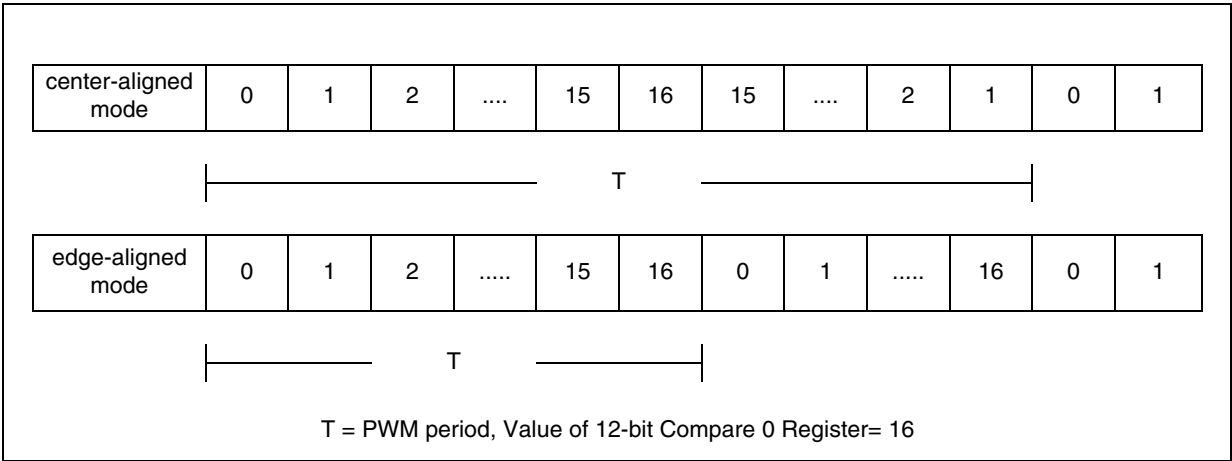 center-aligned mode 0 1 2 .... 15 16 15 .... 2 1 0 1
T
edge-aligned mode 0 1 2 ..... 15 16 0 1 ..... 16 0 1
T
T = PWM period, Value of 12-bit Compare 0 Register= 16